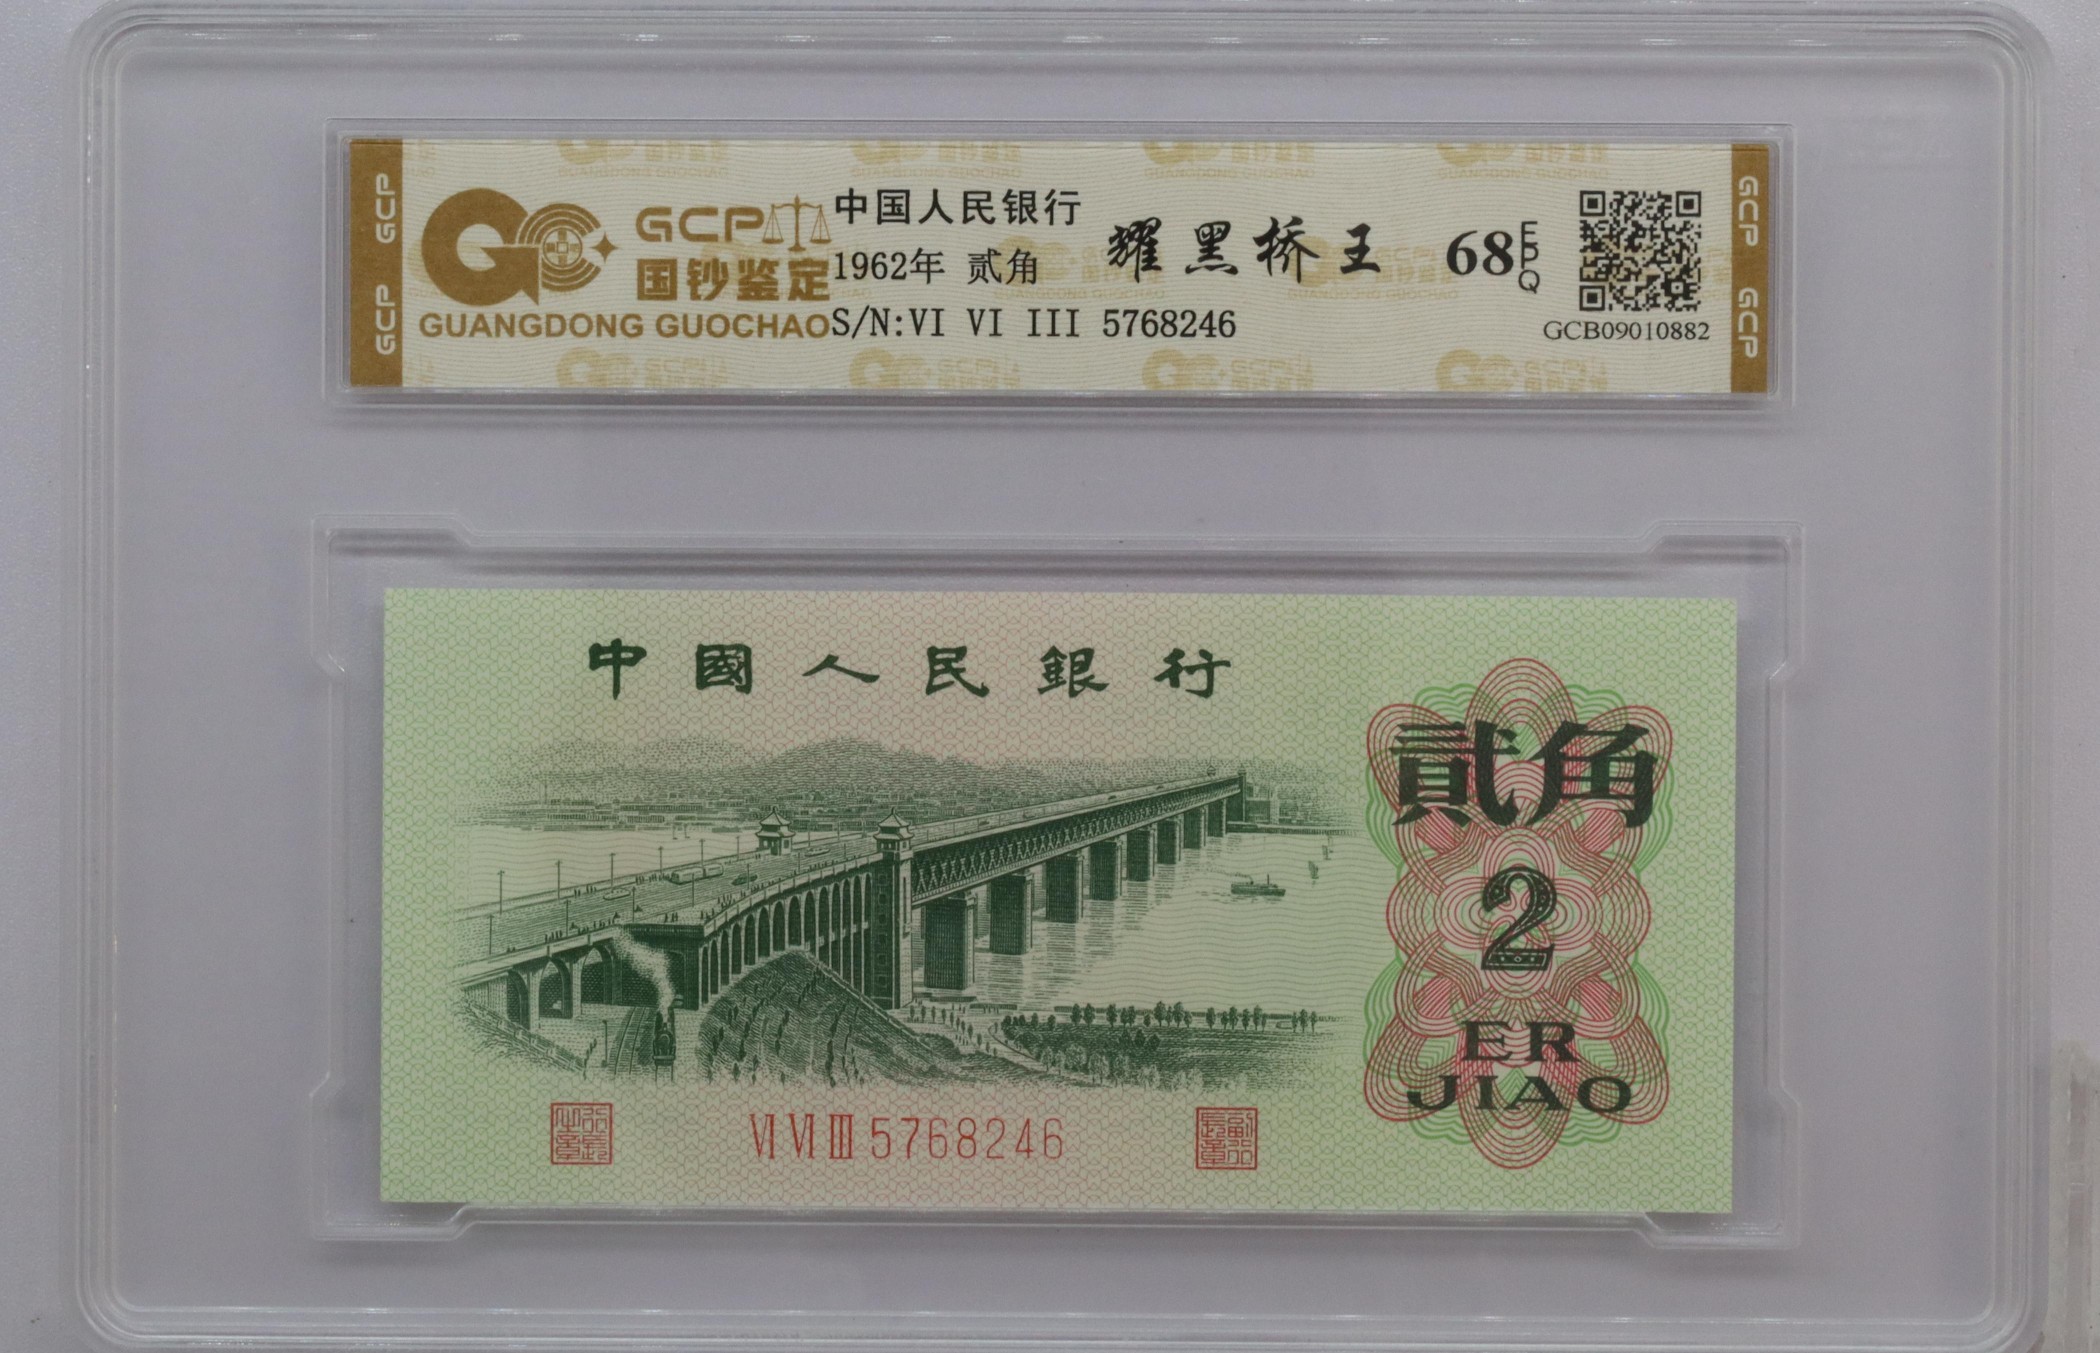 GCP
GCP
GCP
国钞鉴定
GUANGDONG GUOCHAO
中国人民银行
1962年 贰角
S/N:VI VI III 5768246
耀黑桥王
68
EPQ
GCB09010882
GCP
GCP
中國人民銀行
貳角
2
ER
JIAO
VI VI III 5768246